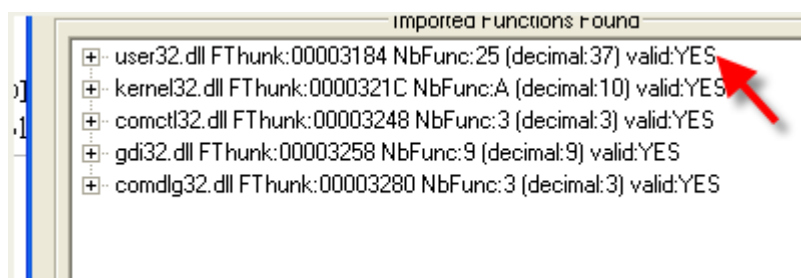 Imported Functions Found
user32.dll FThunk:00003184 NbFunc:25 (decimal:37) valid:YES
kernel32.dll FThunk:0000321C NbFunc:A (decimal:10) valid:YES
comctl32.dll FThunk:00003248 NbFunc:3 (decimal:3) valid:YES
gdi32.dll FThunk:00003258 NbFunc:9 (decimal:9) valid:YES
comdlg32.dll FThunk:00003280 NbFunc:3 (decimal:3) valid:YES